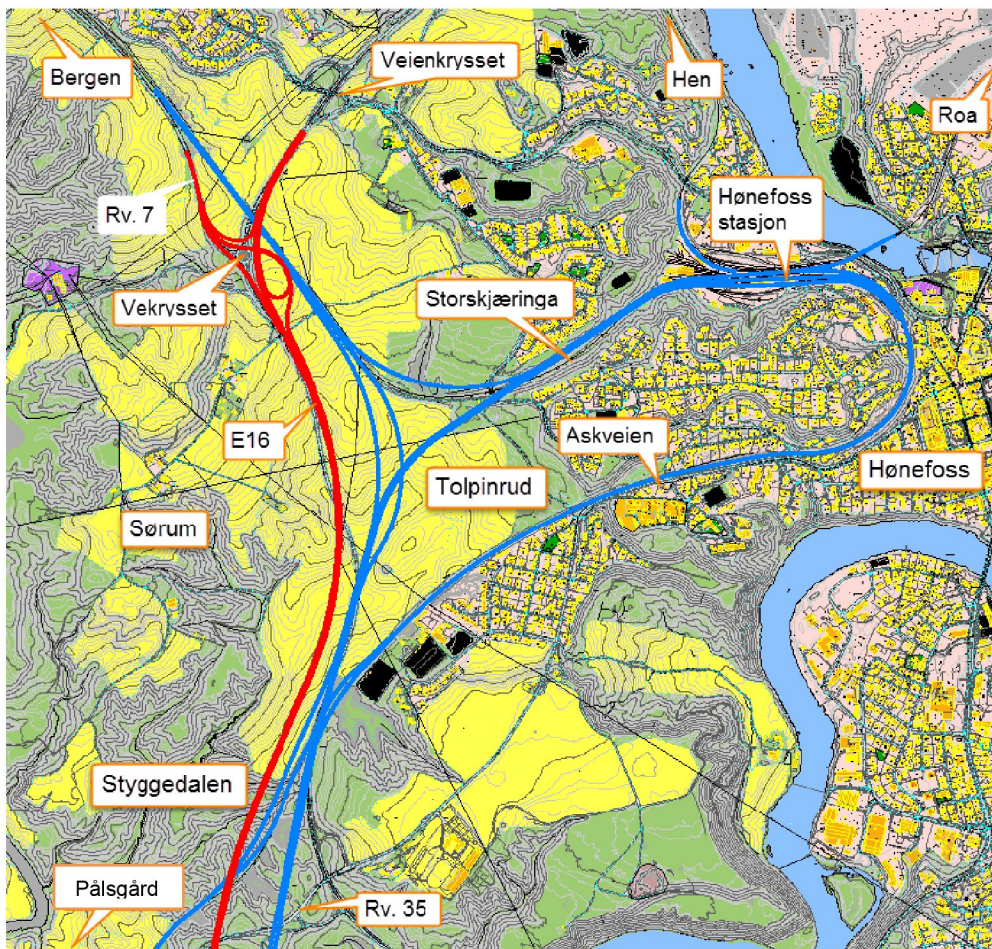 Bergen
Veienkrysset
Hen
Roa
Rv. 7
Hønefoss
stasjon
Vekrysset
Storskjæringa
E16
Askveien
Hønefoss
Tolpinrud
Sørum
Styggedalen
Pålsgård
Rv. 35